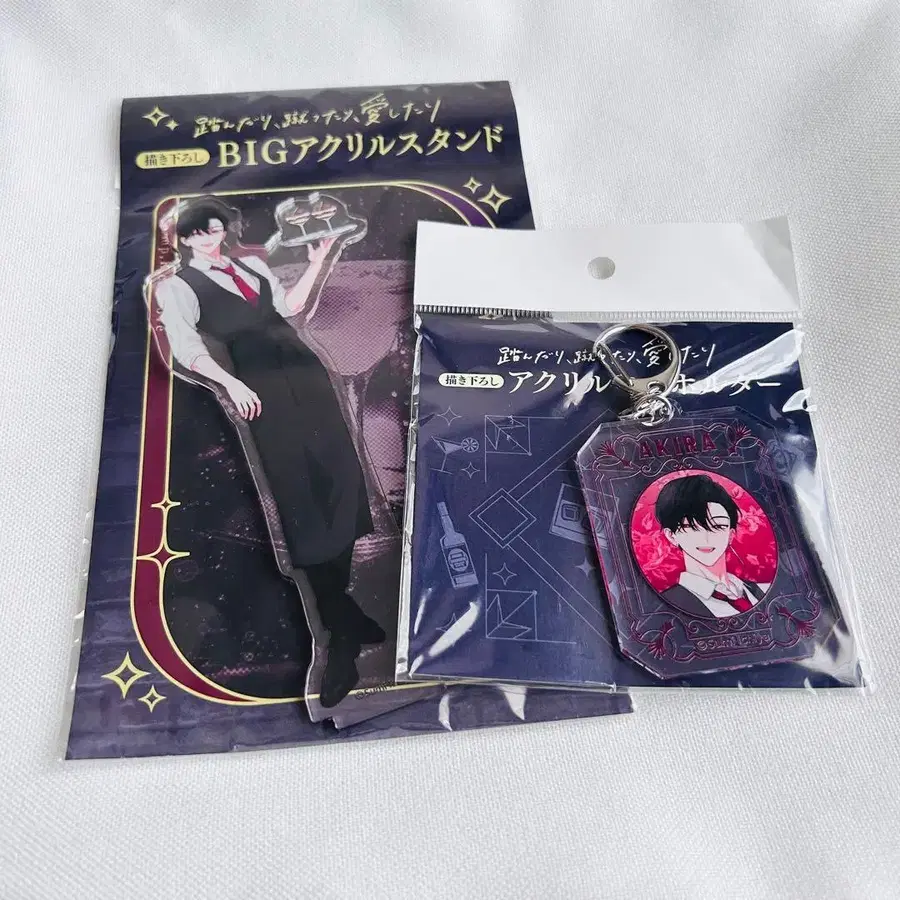 踏んだり、蹴ったり、愛したり
描き下ろし BIGアクリルスタンド
踏んだり、蹴ったり、愛したり
描き下ろし アクリル ホルダー
AKIRA